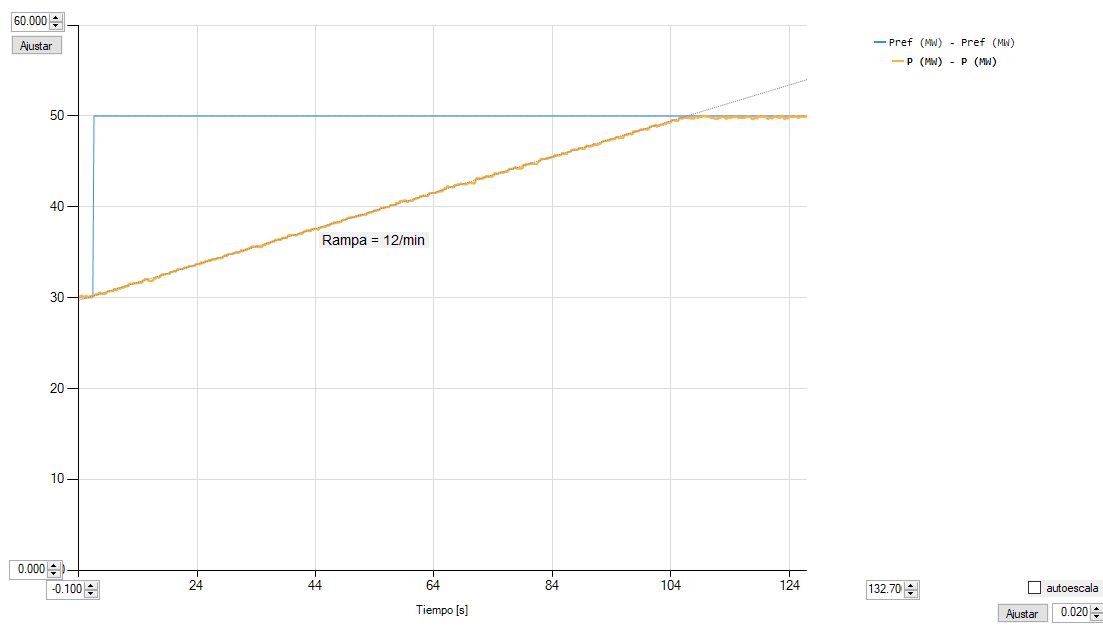 60.000
Ajustar
Pref (MW) - Pref (MW)
P (MW) - P (MW)
50
40
Rampa = 12/min
30
20
10
0.000
-0.100
24
44
64
84
104
124
132.70
autoescala
Tiempo [s]
Ajustar
0.020